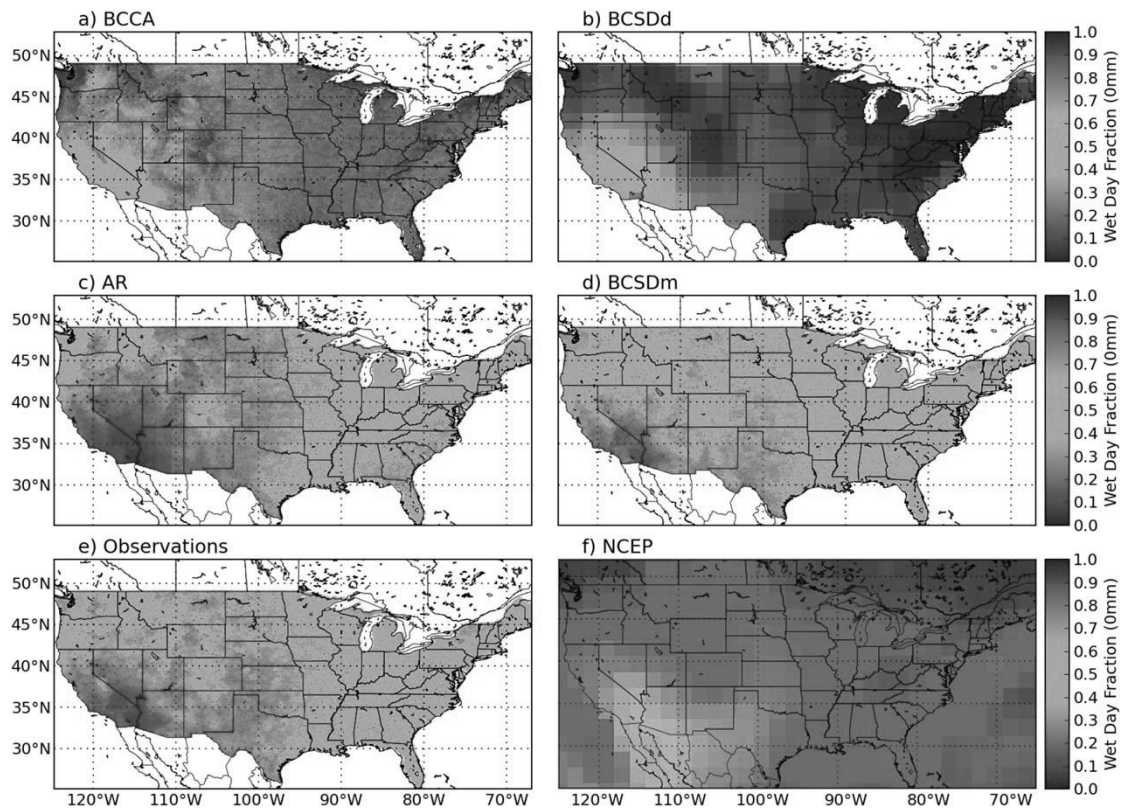 a) BCCA
b) BCSDd
50°N
45°N
40°N
35°N
30°N
1.0
0.9
0.8
0.7
0.6
0.5
0.4
0.3
0.2
0.1
0.0
Wet Day Fraction (0mm)
c) AR
d) BCSDm
50°N
45°N
40°N
35°N
30°N
1.0
0.9
0.8
0.7
0.6
0.5
0.4
0.3
0.2
0.1
0.0
Wet Day Fraction (0mm)
e) Observations
f) NCEP
50°N
45°N
40°N
35°N
30°N
1.0
0.9
0.8
0.7
0.6
0.5
0.4
0.3
0.2
0.1
0.0
Wet Day Fraction (0mm)
120°W 110°W 100°W 90°W 80°W 70°W
120°W 110°W 100°W 90°W 80°W 70°W